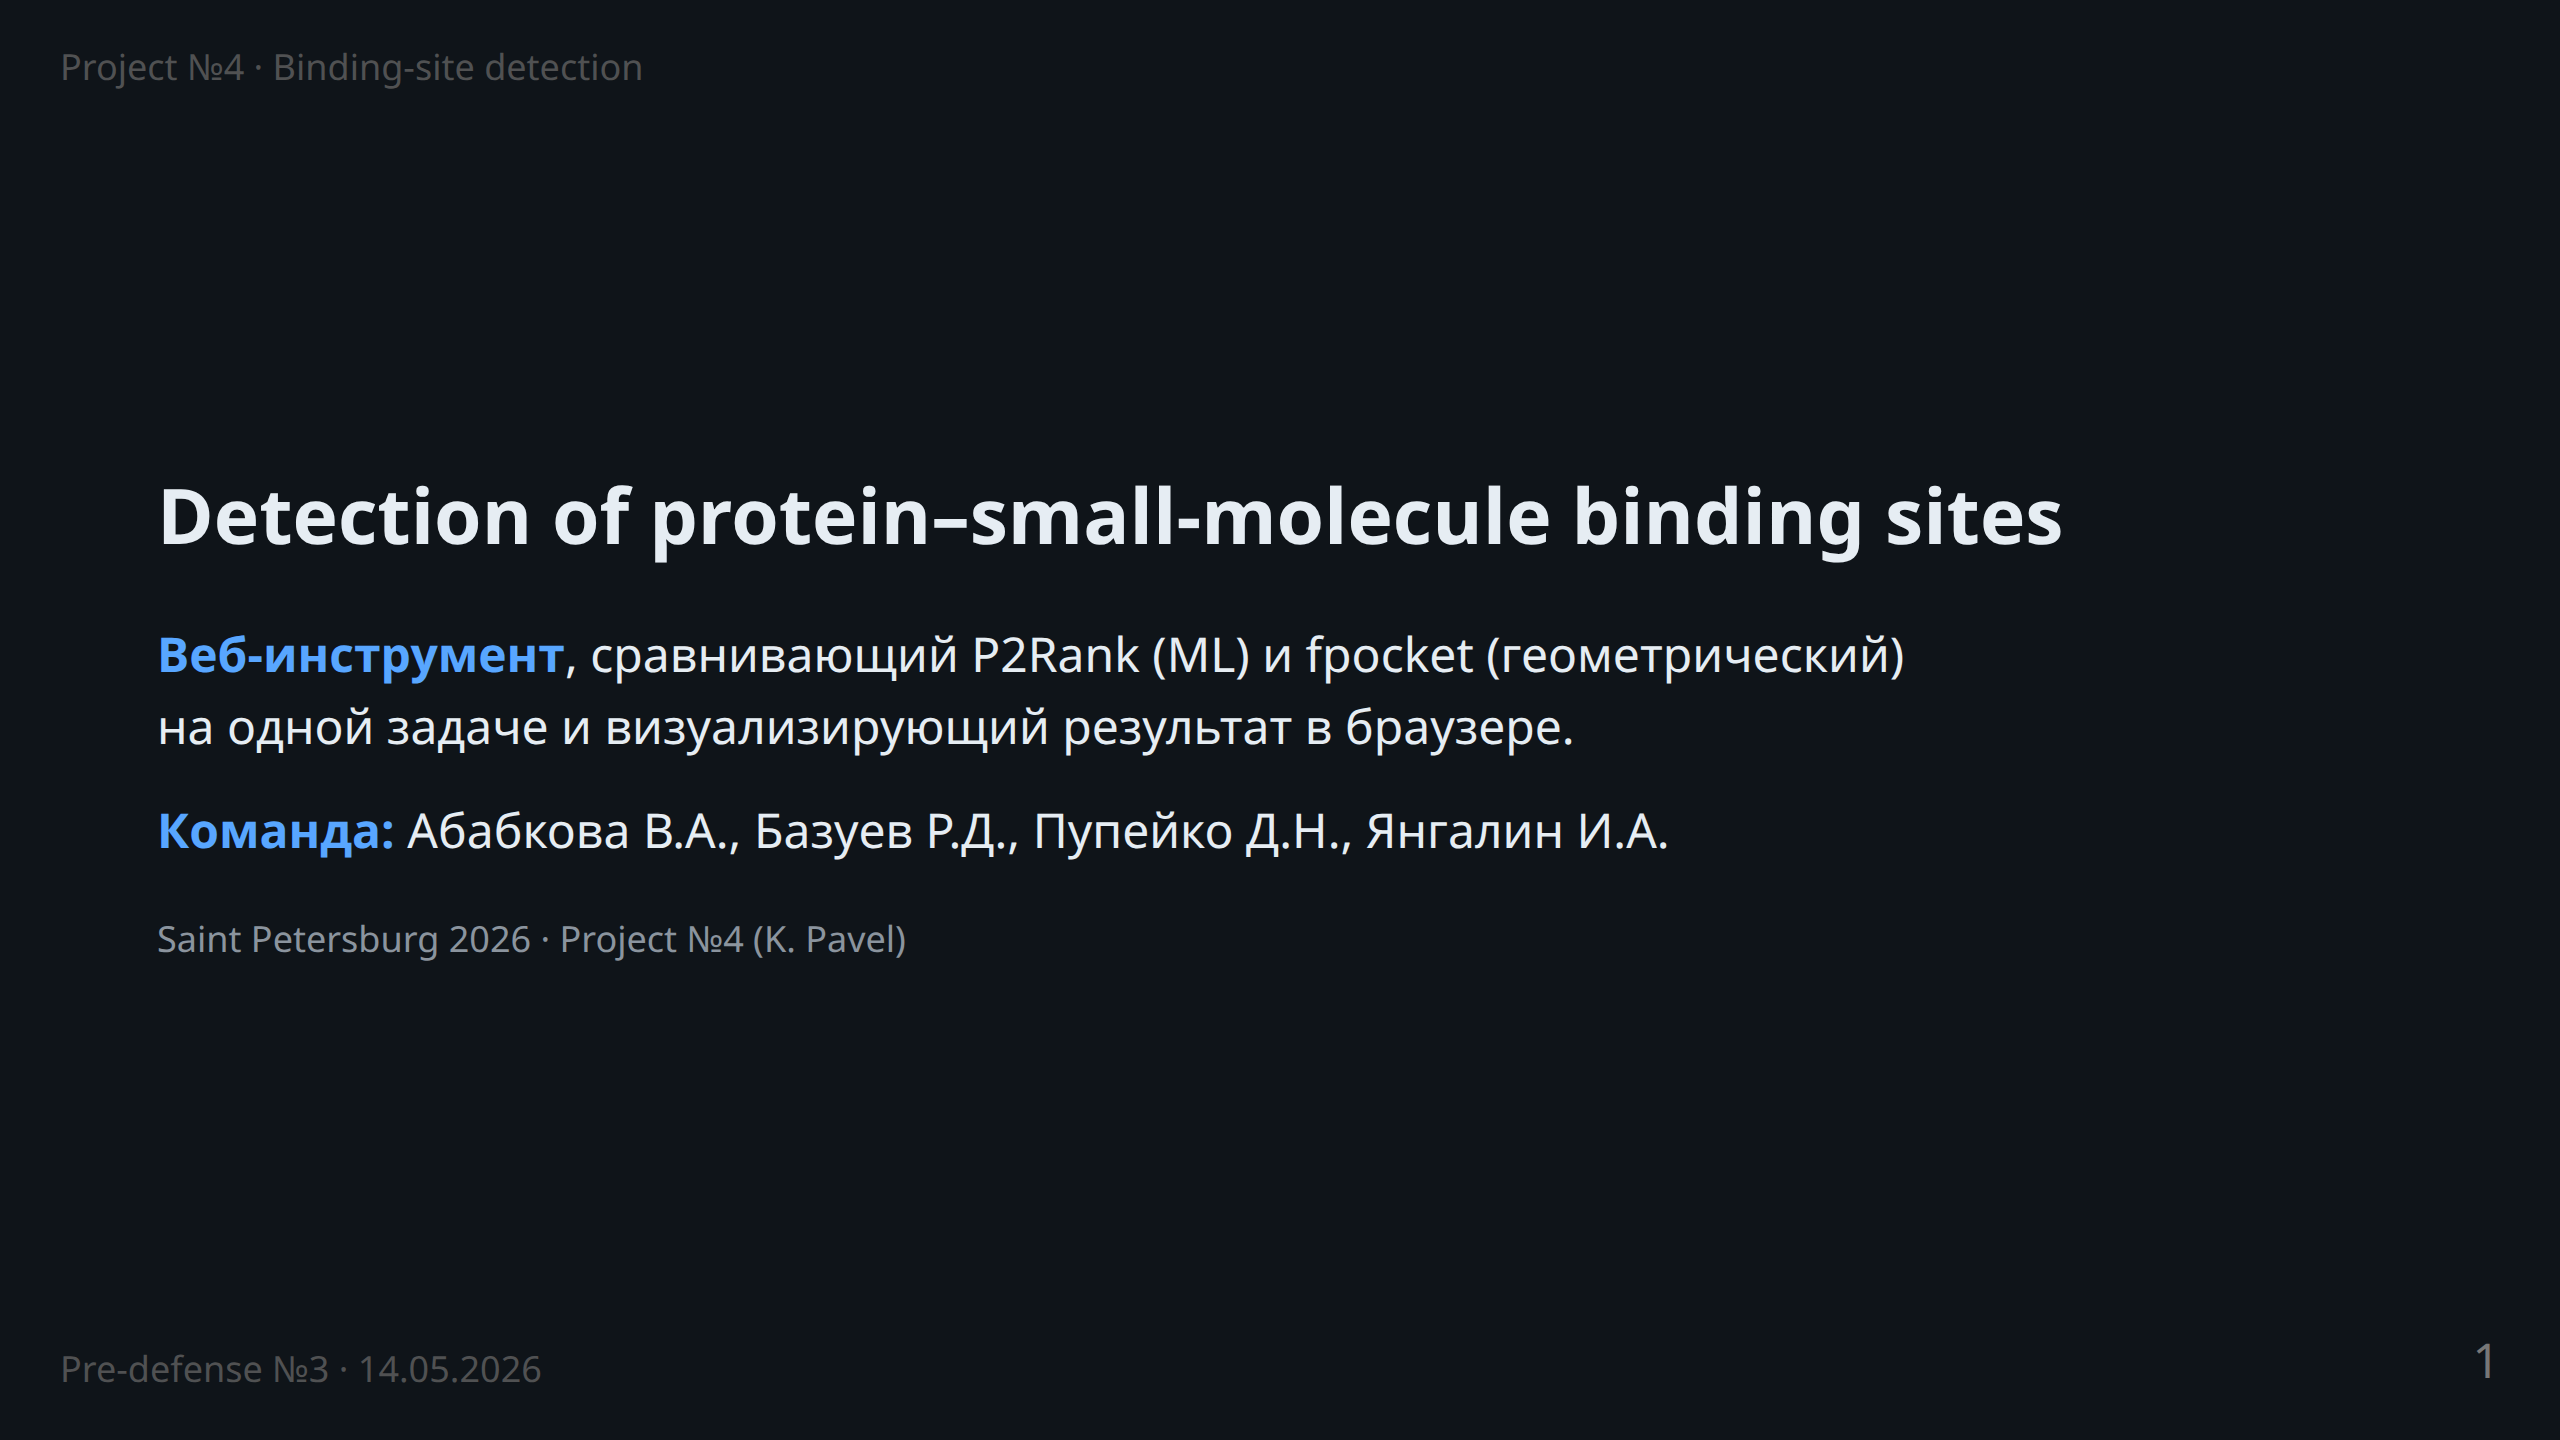 Project №4 · Binding-site detection
Detection of protein–small-molecule binding sites
Веб-инструмент, сравнивающий P2Rank (ML) и fpocket (геометрический)
на одной задаче и визуализирующий результат в браузере.
Команда: Абабкова В.А., Базуев Р.Д., Пупейко Д.Н., Янгалин И.А.
Saint Petersburg 2026 · Project №4 (K. Pavel)
Pre-defense №3 · 14.05.2026
1